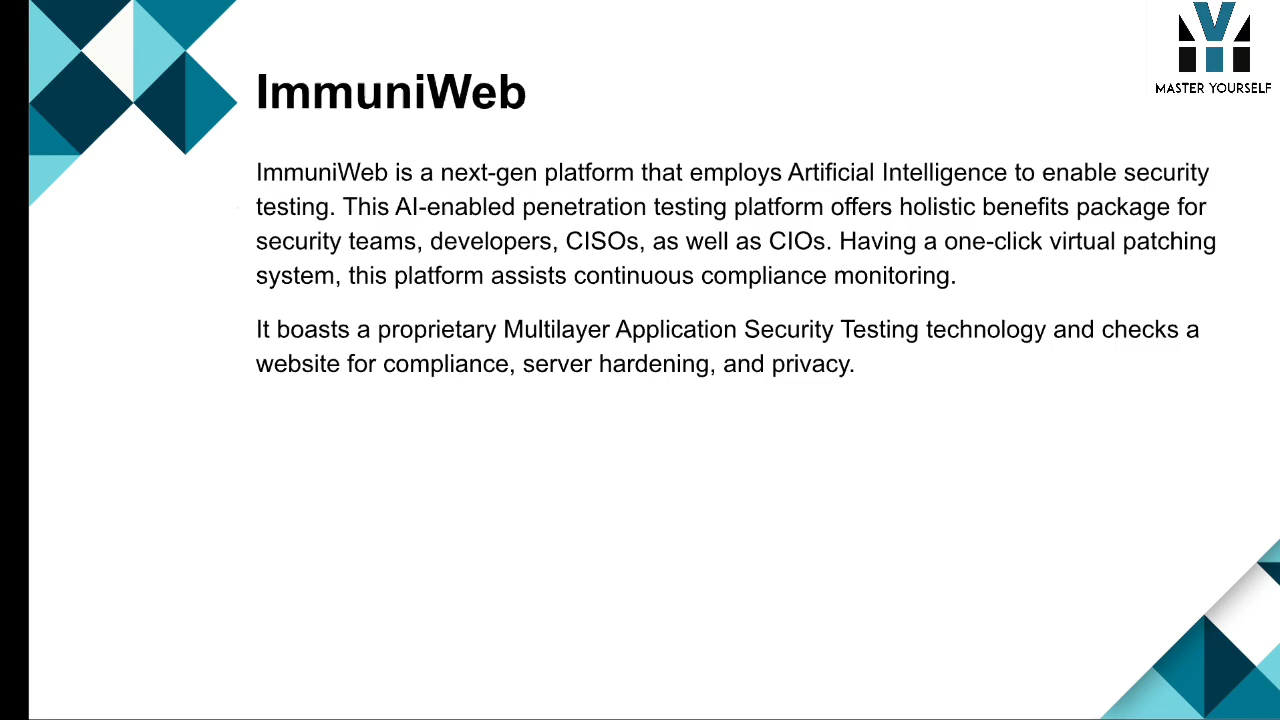 MASTER YOURSELF
ImmuniWeb
ImmuniWeb is a next-gen platform that employs Artificial Intelligence to enable security
testing. This AI-enabled penetration testing platform offers holistic benefits package for
security teams, developers, CISOs, as well as CIOs. Having a one-click virtual patching
system, this platform assists continuous compliance monitoring.
It boasts a proprietary Multilayer Application Security Testing technology and checks a
website for compliance, server hardening, and privacy.